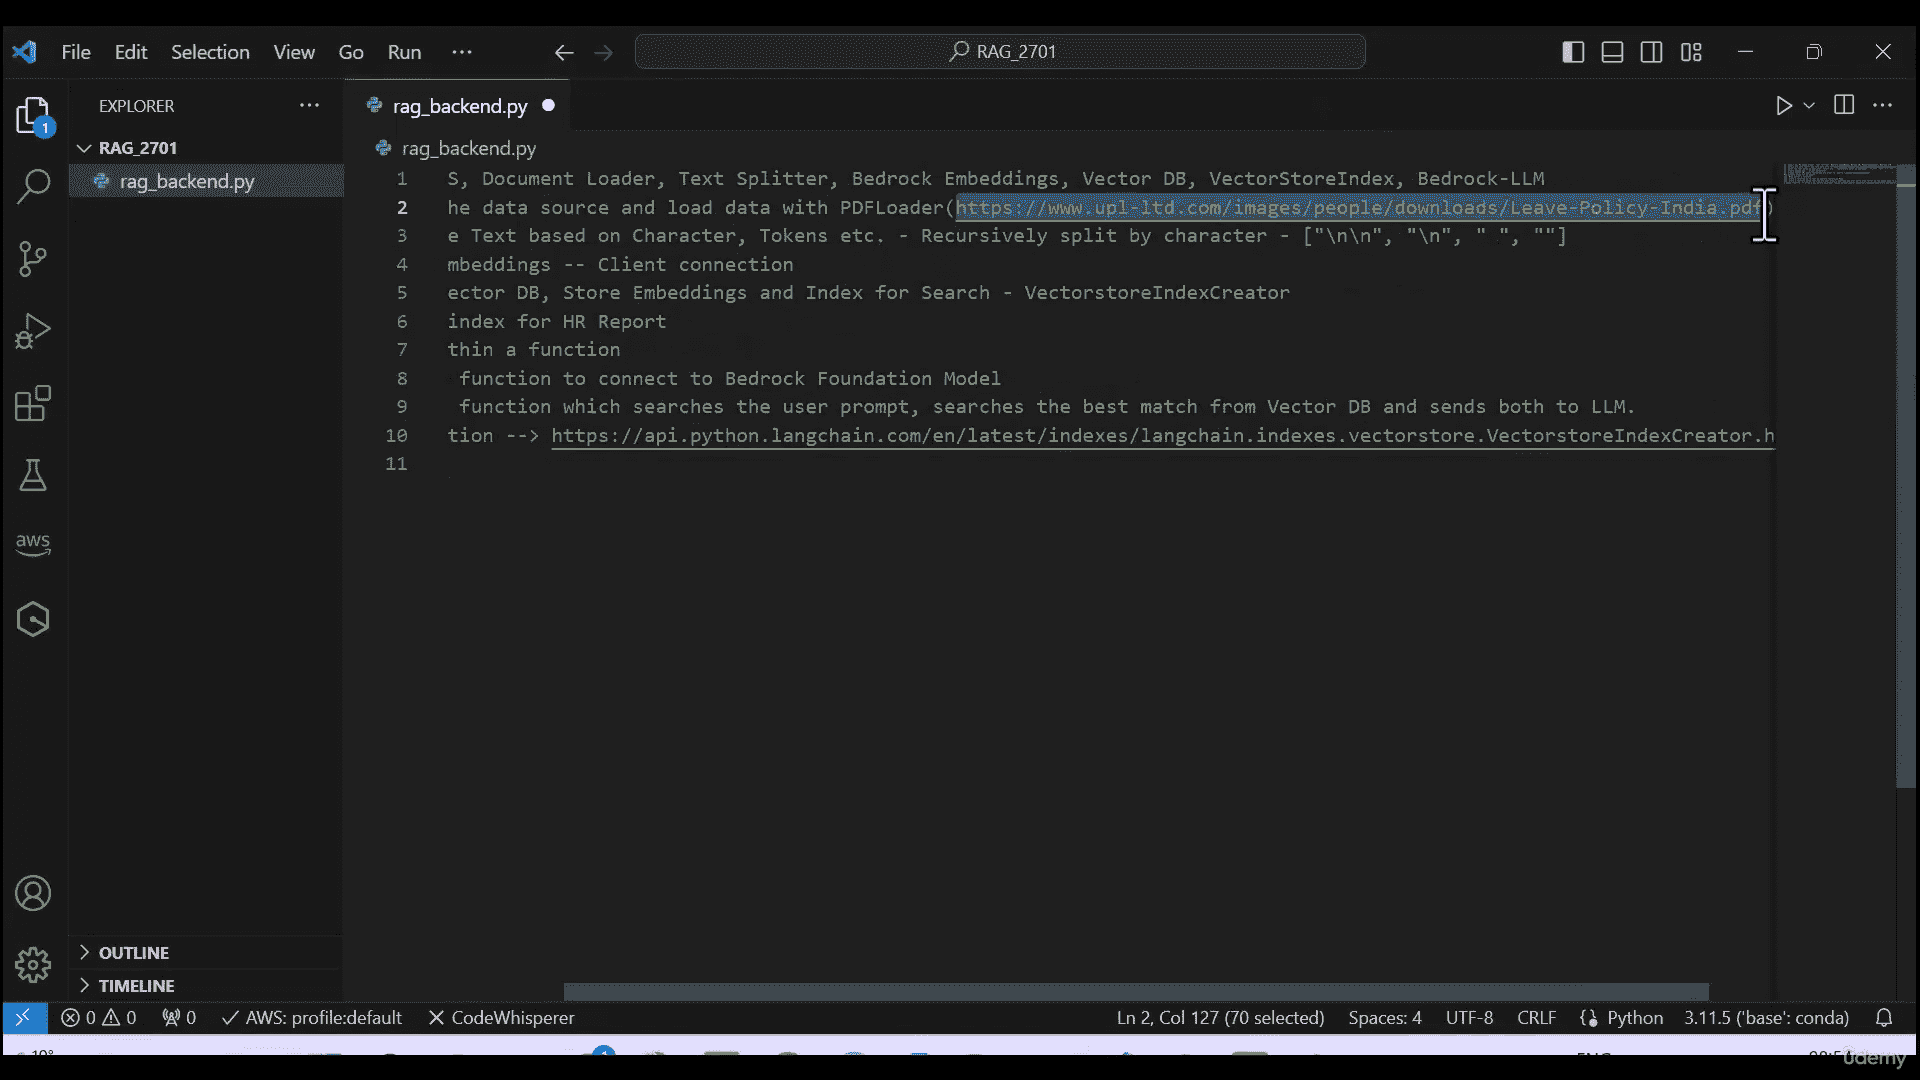 File Edit Selection View Go Run ··· RAG_2701
EXPLORER ···
RAG_2701
rag_backend.py
1
rag_backend.py
rag_backend.py
1 S, Document Loader, Text Splitter, Bedrock Embeddings, Vector DB, VectorStoreIndex, Bedrock-LLM
2 he data source and load data with PDFLoader(https://www.upl-ltd.com/images/people/downloads/Leave-Policy-India.pdf)
3 e Text based on Character, Tokens etc. - Recursively split by character - ["\n\n", "\n", " ", ""]
4 mbeddings -- Client connection
5 ector DB, Store Embeddings and Index for Search - VectorstoreIndexCreator
6 index for HR Report
7 thin a function
8 function to connect to Bedrock Foundation Model
9 function which searches the user prompt, searches the best match from Vector DB and sends both to LLM.
10 tion --> https://api.python.langchain.com/en/latest/indexes/langchain.indexes.vectorstore.VectorstoreIndexCreator.h
11
aws
OUTLINE
TIMELINE
0 0 0 AWS: profile:default CodeWhisperer Ln 2, Col 127 (70 selected) Spaces: 4 UTF-8 CRLF Python 3.11.5 ('base': conda)
udemy